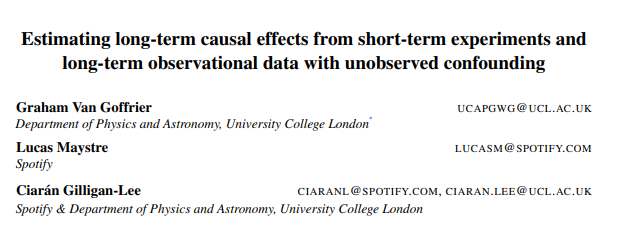 Estimating long-term causal effects from short-term experiments and
long-term observational data with unobserved confounding
Graham Van Goffrier UCAPGWG@UCL.AC.UK
Department of Physics and Astronomy, University College London*
Lucas Maystre LUCASM@SPOTIFY.COM
Spotify
Ciarán Gilligan-Lee CIARANL@SPOTIFY.COM, CIARAN.LEE@UCL.AC.UK
Spotify & Department of Physics and Astronomy, University College London